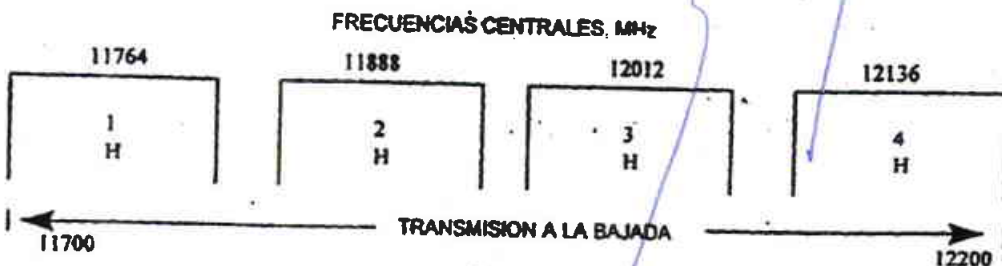 FRECUENCIAS CENTRALES, MHz
11764 11888 12012 12136
1 2 3 4
H H H H
TRANSMISION A LA BAJADA
11700 12200